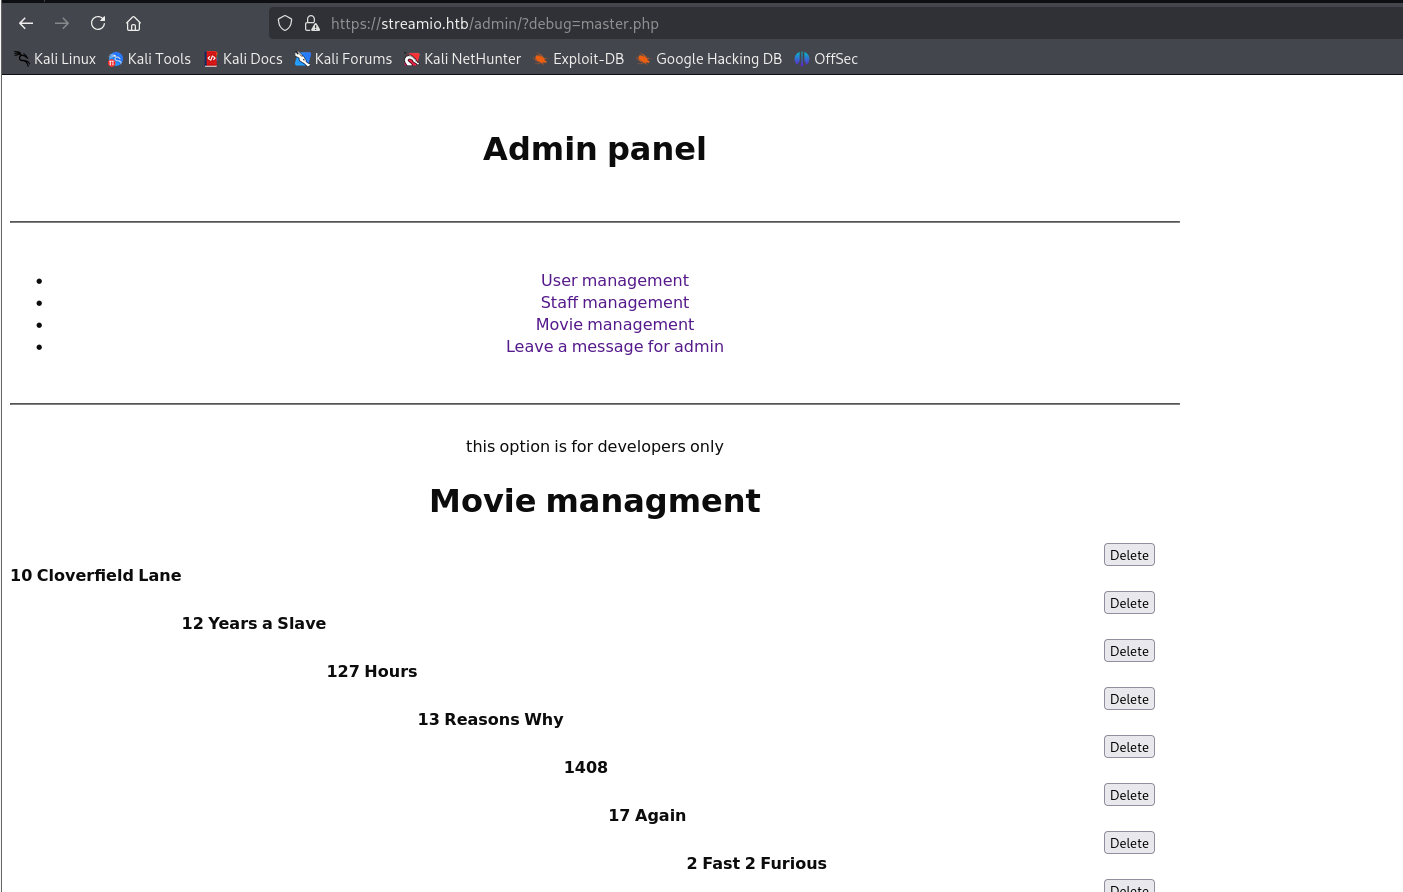 https://streamio.htb/admin/?debug=master.php
Kali Linux Kali Tools Kali Docs Kali Forums Kali NetHunter Exploit-DB Google Hacking DB OffSec
Admin panel
User management
Staff management
Movie management
Leave a message for admin
this option is for developers only
Movie managment
Delete
10 Cloverfield Lane
Delete
12 Years a Slave
Delete
127 Hours
Delete
13 Reasons Why
Delete
1408
Delete
17 Again
Delete
2 Fast 2 Furious
Delete